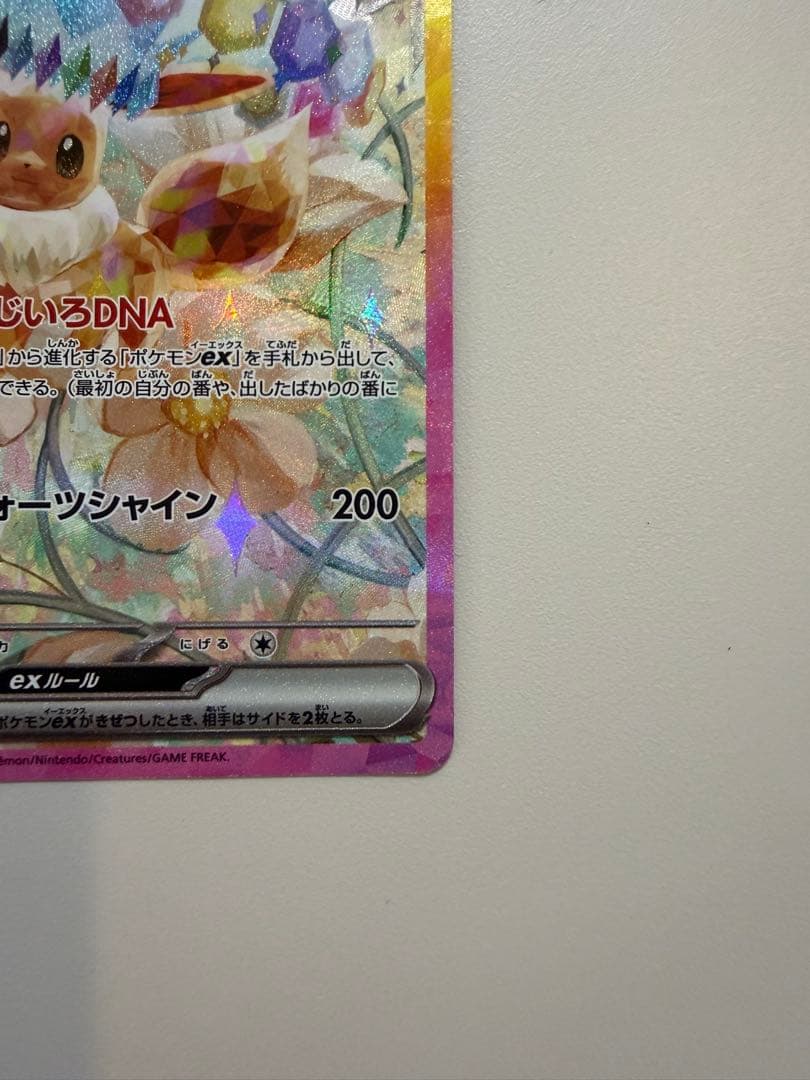 じいろDNA
」から進化する「ポケモンex」を手札から出して、
できる。（最初の自分の番や、出したばかりの番に
ォーツシャイン 200
力 にげる
exルール
ポケモンexがきぜつしたとき、相手はサイドを2枚とる。
émon/Nintendo/Creatures/GAME FREAK.